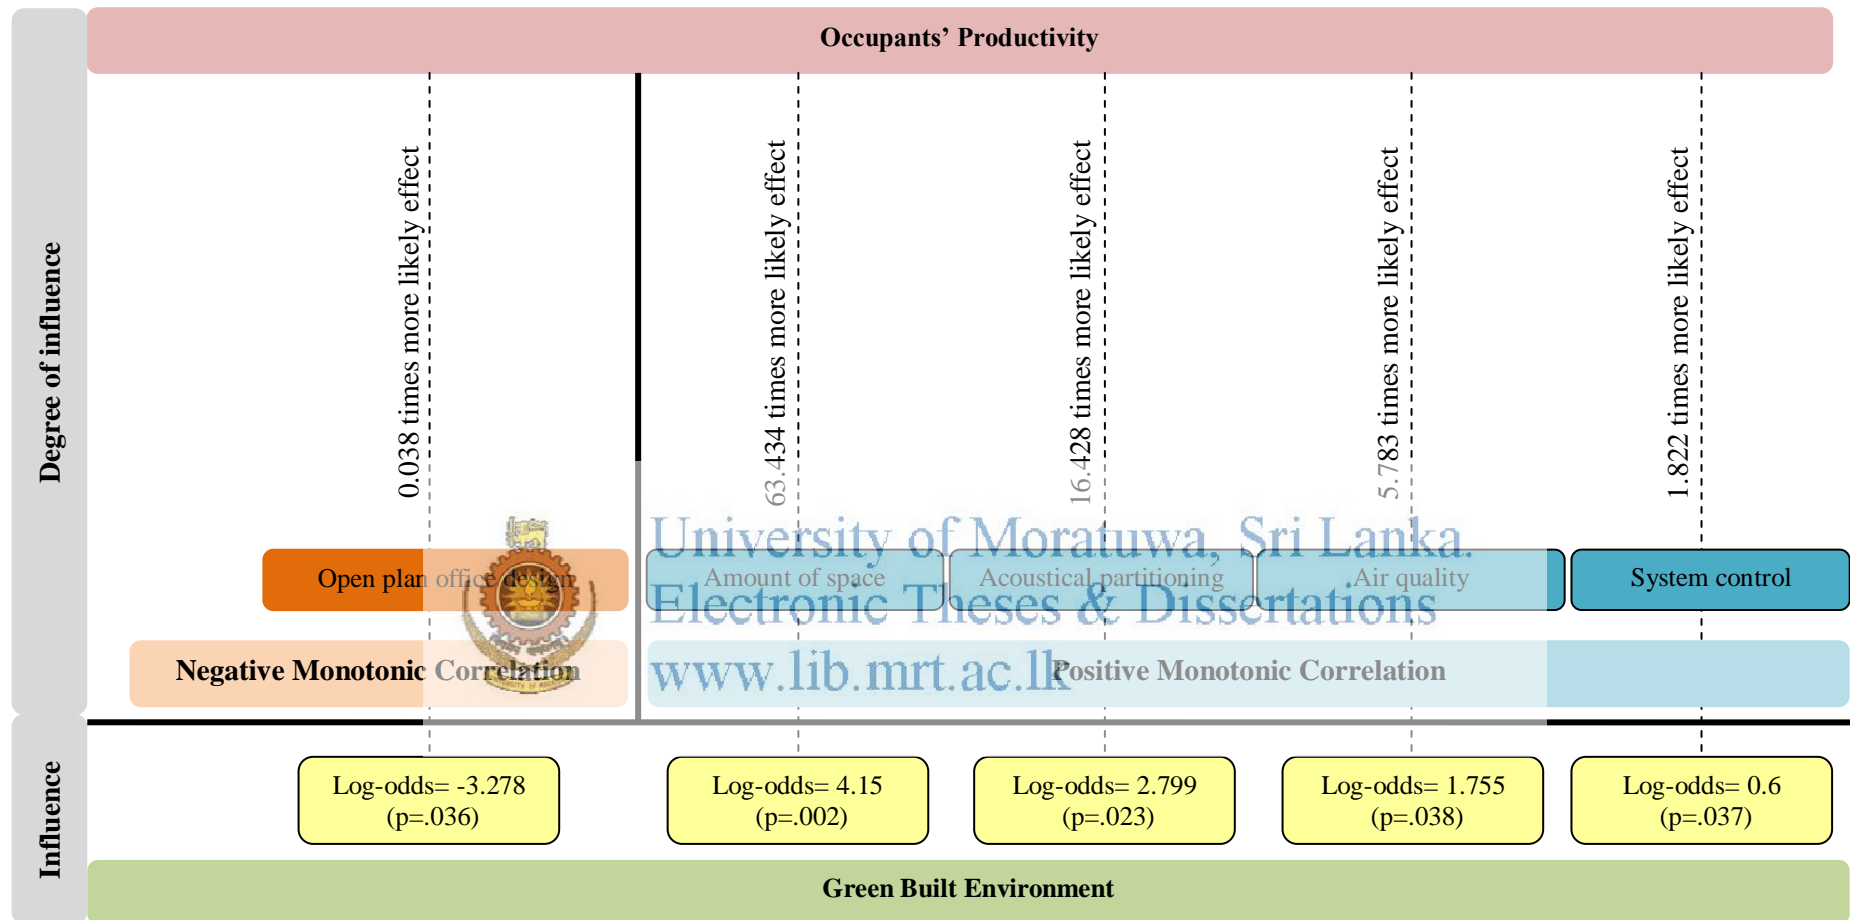 Occupants’ Productivity
Degree of influence
0.038 times more likely effect
63.434 times more likely effect
16.428 times more likely effect
5.783 times more likely effect
1.822 times more likely effect
University of Moratuwa, Sri Lanka.
Electronic Theses & Dissertations
www.lib.mrt.ac.lk
Open plan office design
Amount of space
Acoustical partitioning
Air quality
System control
Negative Monotonic Correlation
Positive Monotonic Correlation
Influence
Log-odds= -3.278
(p=.036)
Log-odds= 4.15
(p=.002)
Log-odds= 2.799
(p=.023)
Log-odds= 1.755
(p=.038)
Log-odds= 0.6
(p=.037)
Green Built Environment